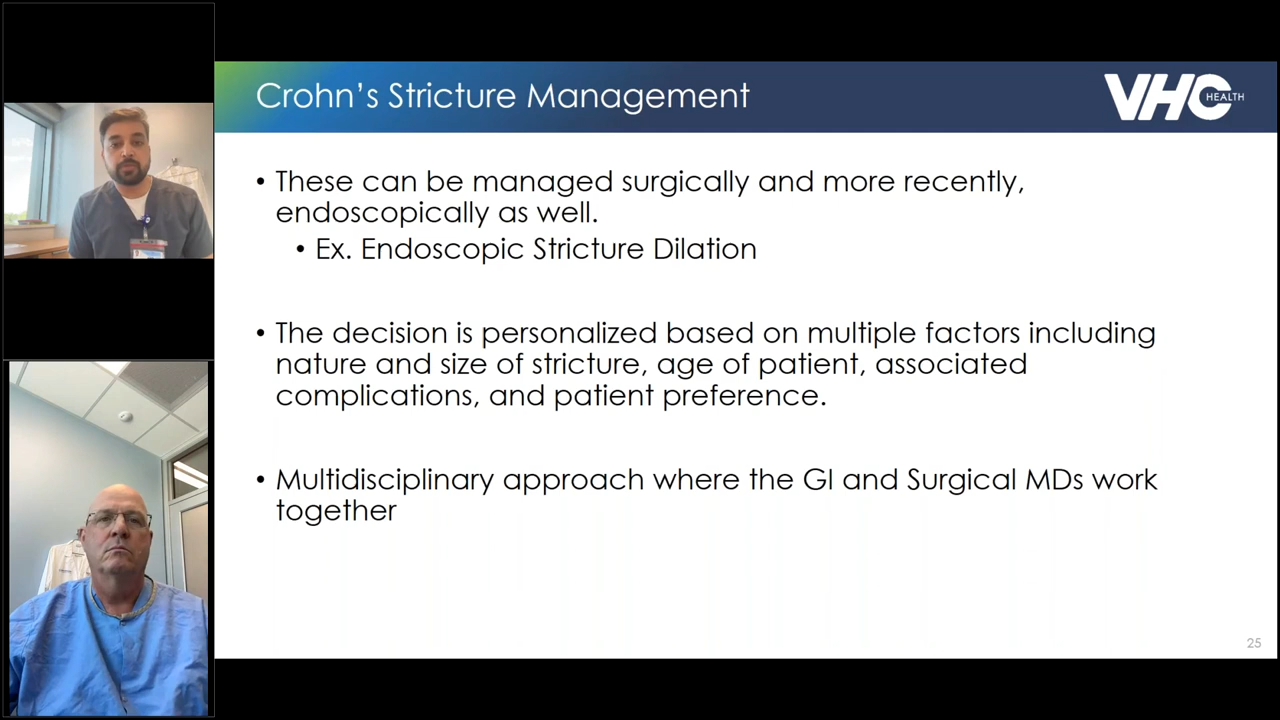 Crohn's Stricture Management
VHC HEALTH
• These can be managed surgically and more recently,
endoscopically as well.
• Ex. Endoscopic Stricture Dilation
• The decision is personalized based on multiple factors including
nature and size of stricture, age of patient, associated
complications, and patient preference.
• Multidisciplinary approach where the GI and Surgical MDs work
together
25